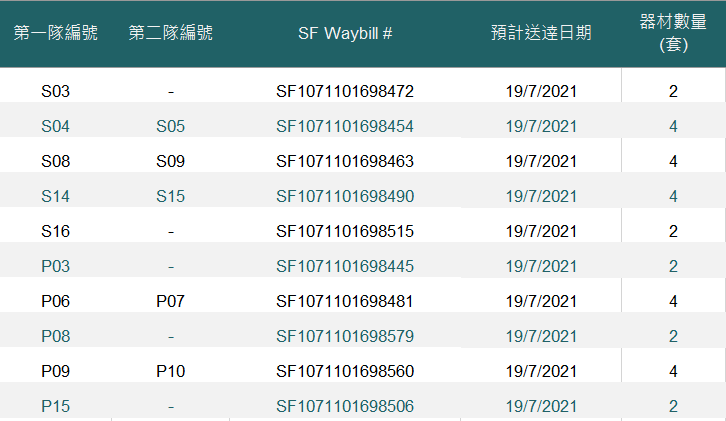 第一隊編號 第二隊編號 SF Waybill # 預計送達日期 器材數量
(套)
S03 - SF1071101698472 19/7/2021 2
S04 S05 SF1071101698454 19/7/2021 4
S08 S09 SF1071101698463 19/7/2021 4
S14 S15 SF1071101698490 19/7/2021 4
S16 - SF1071101698515 19/7/2021 2
P03 - SF1071101698445 19/7/2021 2
P06 P07 SF1071101698481 19/7/2021 4
P08 - SF1071101698579 19/7/2021 2
P09 P10 SF1071101698560 19/7/2021 4
P15 - SF1071101698506 19/7/2021 2